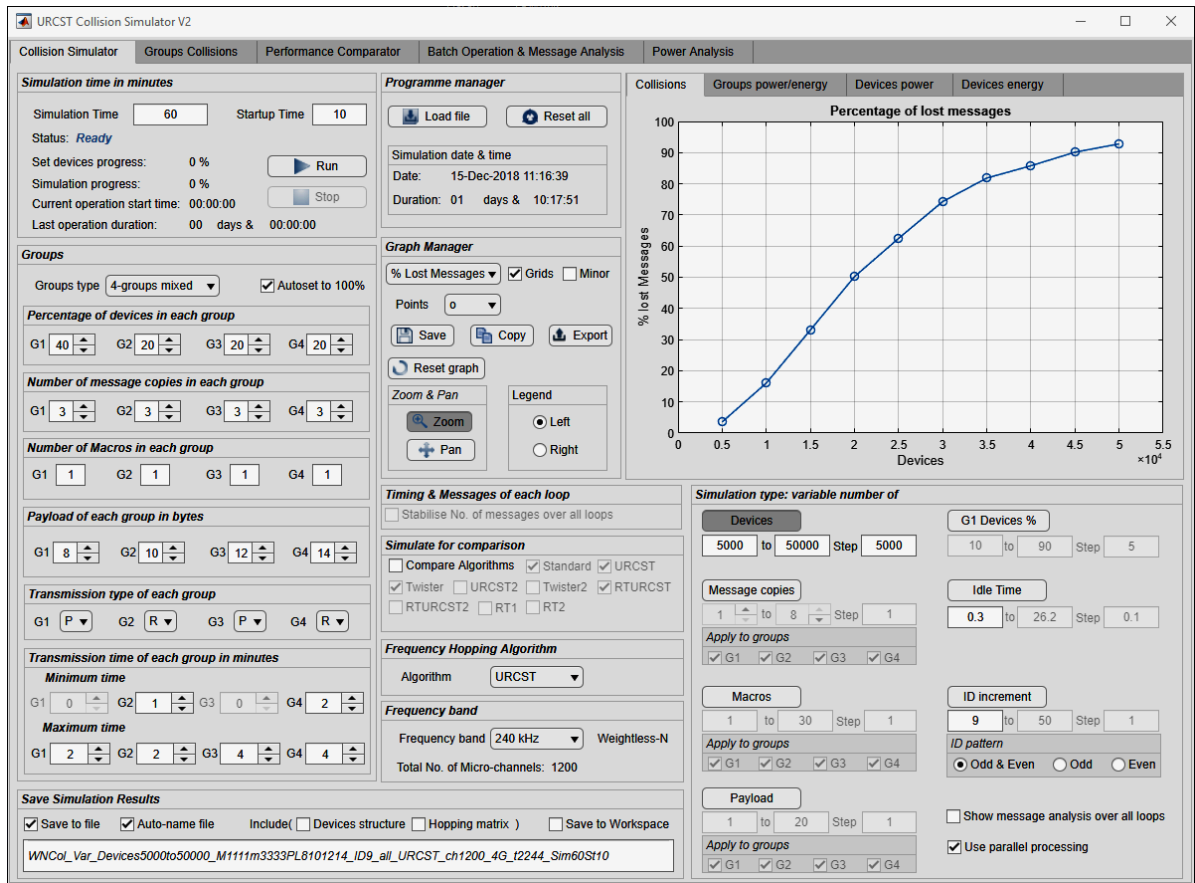 URCST Collision Simulator V2
Collision Simulator Groups Collisions Performance Comparator Batch Operation & Message Analysis Power Analysis
Simulation time in minutes
Simulation Time 60 Startup Time 10
Status: Ready
Set devices progress: 0 %
Run
Simulation progress: 0 %
Current operation start time: 00:00:00
Stop
Last operation duration: 00 days & 00:00:00
Programme manager
Load file Reset all
Simulation date & time
Date: 15-Dec-2018 11:16:39
Duration: 01 days & 10:17:51
Groups
Groups type 4-groups mixed Autoset to 100%
Percentage of devices in each group
G1 40 G2 20 G3 20 G4 20
Number of message copies in each group
G1 3 G2 3 G3 3 G4 3
Number of Macros in each group
G1 1 G2 1 G3 1 G4 1
Payload of each group in bytes
G1 8 G2 10 G3 12 G4 14
Transmission type of each group
G1 P G2 R G3 P G4 R
Transmission time of each group in minutes
Minimum time
G1 0 G2 1 G3 0 G4 2
Maximum time
G1 2 G2 2 G3 4 G4 4
Graph Manager
% Lost Messages Grids Minor
Points o
Save Copy Export
Reset graph
Zoom & Pan
Zoom
Pan
Legend
Left
Right
Collisions Groups power/energy Devices power Devices energy
Percentage of lost messages
% lost Messages
100
90
80
70
60
50
40
30
20
10
0
0 0.5 1 1.5 2 2.5 3 3.5 4 4.5 5 5.5
×10⁴
Devices
Timing & Messages of each loop
Stabilise No. of messages over all loops
Simulate for comparison
Compare Algorithms Standard URCST
Twister URCST2 Twister2 RTURCST
RTURCST2 RT1 RT2
Frequency Hopping Algorithm
Algorithm URCST
Frequency band
Frequency band 240 kHz Weightless-N
Total No. of Micro-channels: 1200
Simulation type: variable number of
Devices
5000 to 50000 Step 5000
G1 Devices %
10 to 90 Step 5
Message copies
1 to 8 Step 1
Apply to groups
G1 G2 G3 G4
Idle Time
0.3 to 26.2 Step 0.1
Macros
1 to 30 Step 1
Apply to groups
G1 G2 G3 G4
ID increment
9 to 50 Step 1
ID pattern
Odd & Even Odd Even
Payload
1 to 20 Step 1
Apply to groups
G1 G2 G3 G4
Show message analysis over all loops
Use parallel processing
Save Simulation Results
Save to file Auto-name file Include( Devices structure Hopping matrix ) Save to Workspace
WNCol_Var_Devices5000to50000_M1111m3333PL8101214_ID9_all_URCST_ch1200_4G_t2244_Sim60St10